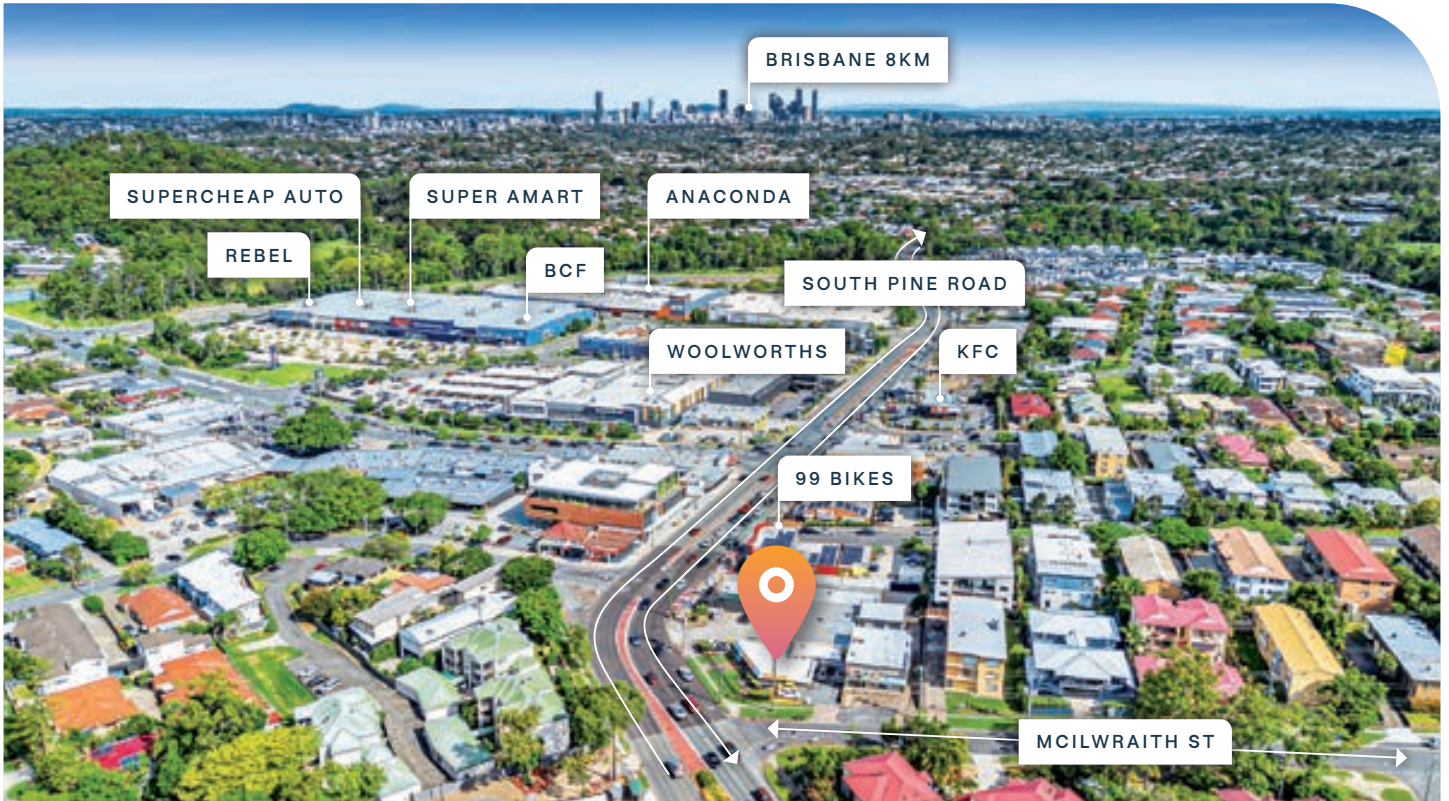 BRISBANE 8KM
SUPERCHEAP AUTO
SUPER AMART
ANACONDA
REBEL
BCF
SOUTH PINE ROAD
WOOLWORTHS
KFC
99 BIKES
MCILWRAITH ST